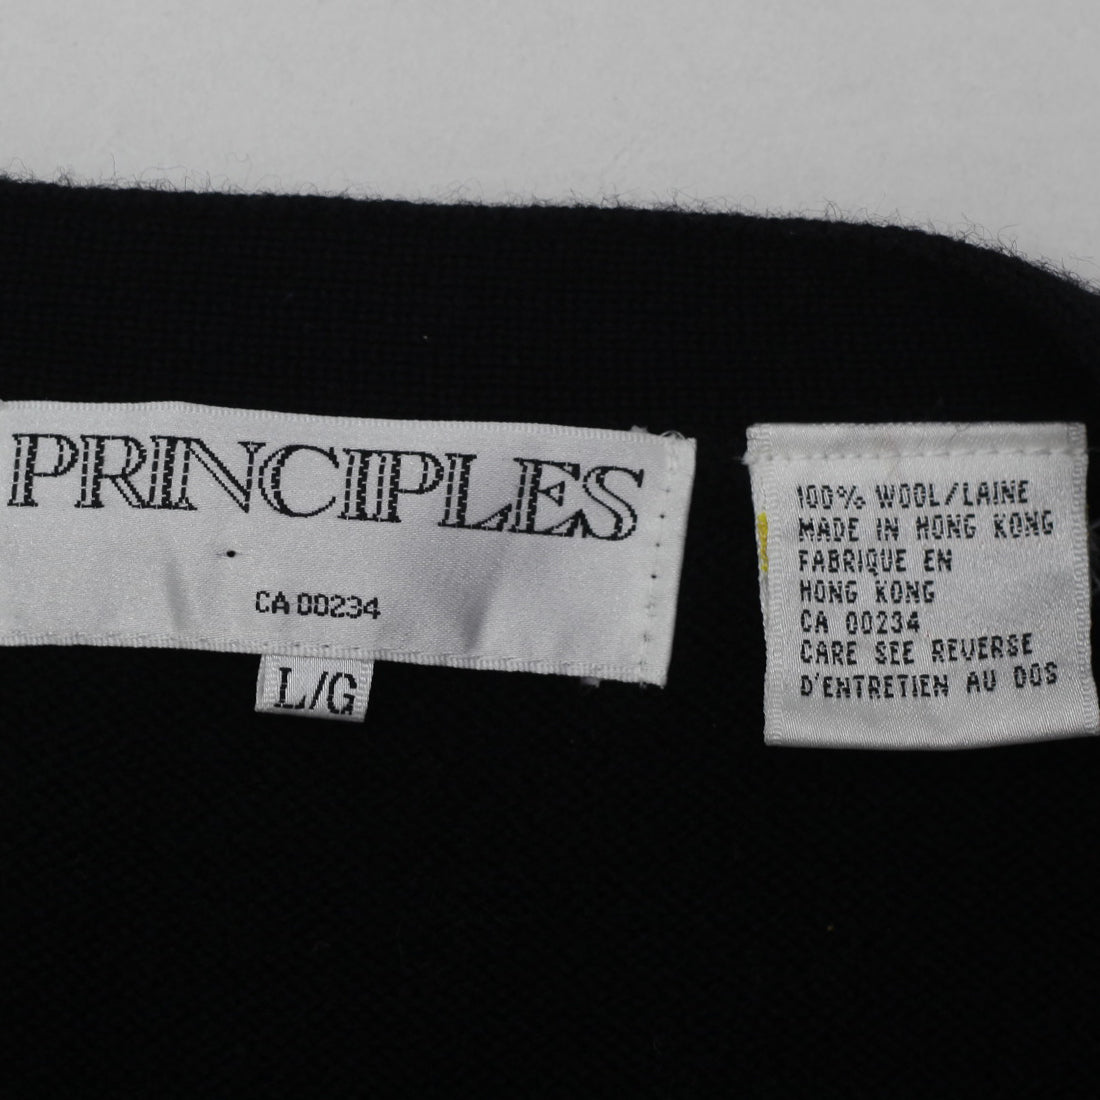 PRINCIPLES
CA 00234
L/G
100% WOOL/LAINE
MADE IN HONG KONG
FABRIQUE EN
HONG KONG
CA 00234
CARE SEE REVERSE
D'ENTRETIEN AU DOS